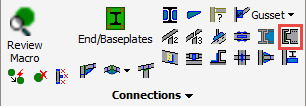 Gusset
Review
Macro
End/Baseplates
Connections